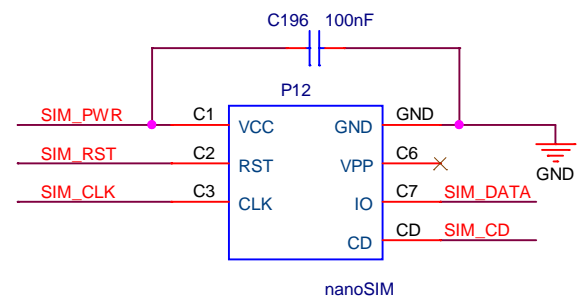 C196 100nF
P12
SIM_PWR C1 VCC GND GND
SIM_RST C2 RST VPP C6
GND
SIM_CLK C3 CLK IO C7 SIM_DATA
CD CD SIM_CD
nanoSIM